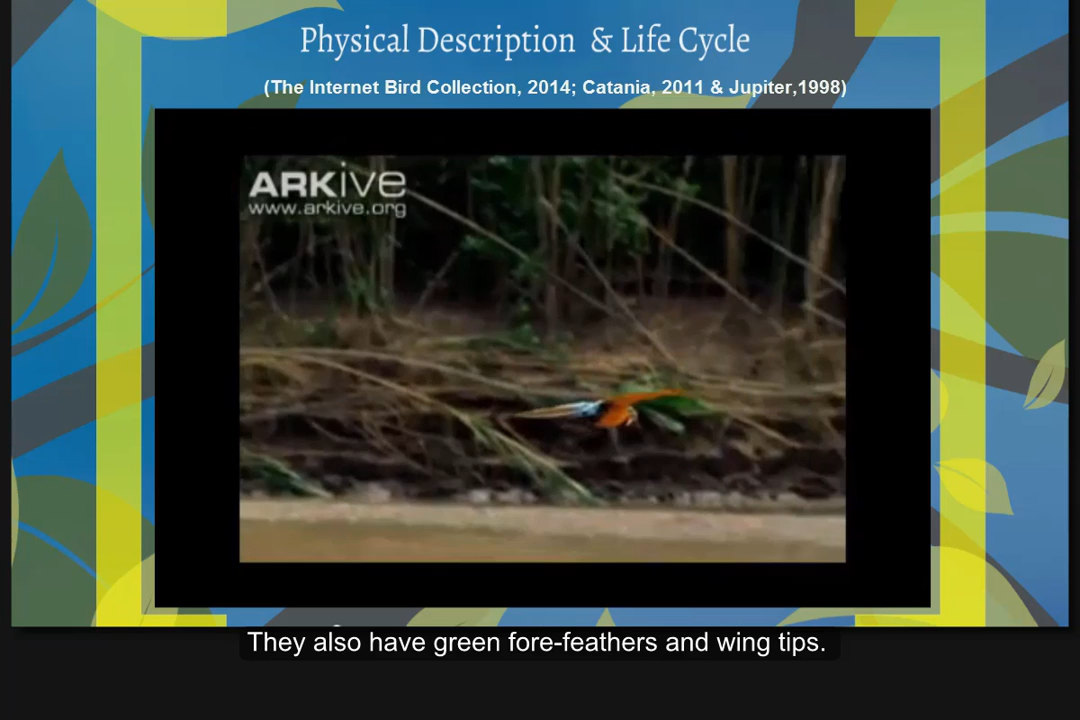 Physical Description & Life Cycle
(The Internet Bird Collection, 2014; Catania, 2011 & Jupiter,1998)
ARKive
www.arkive.org
They also have green fore-feathers and wing tips.